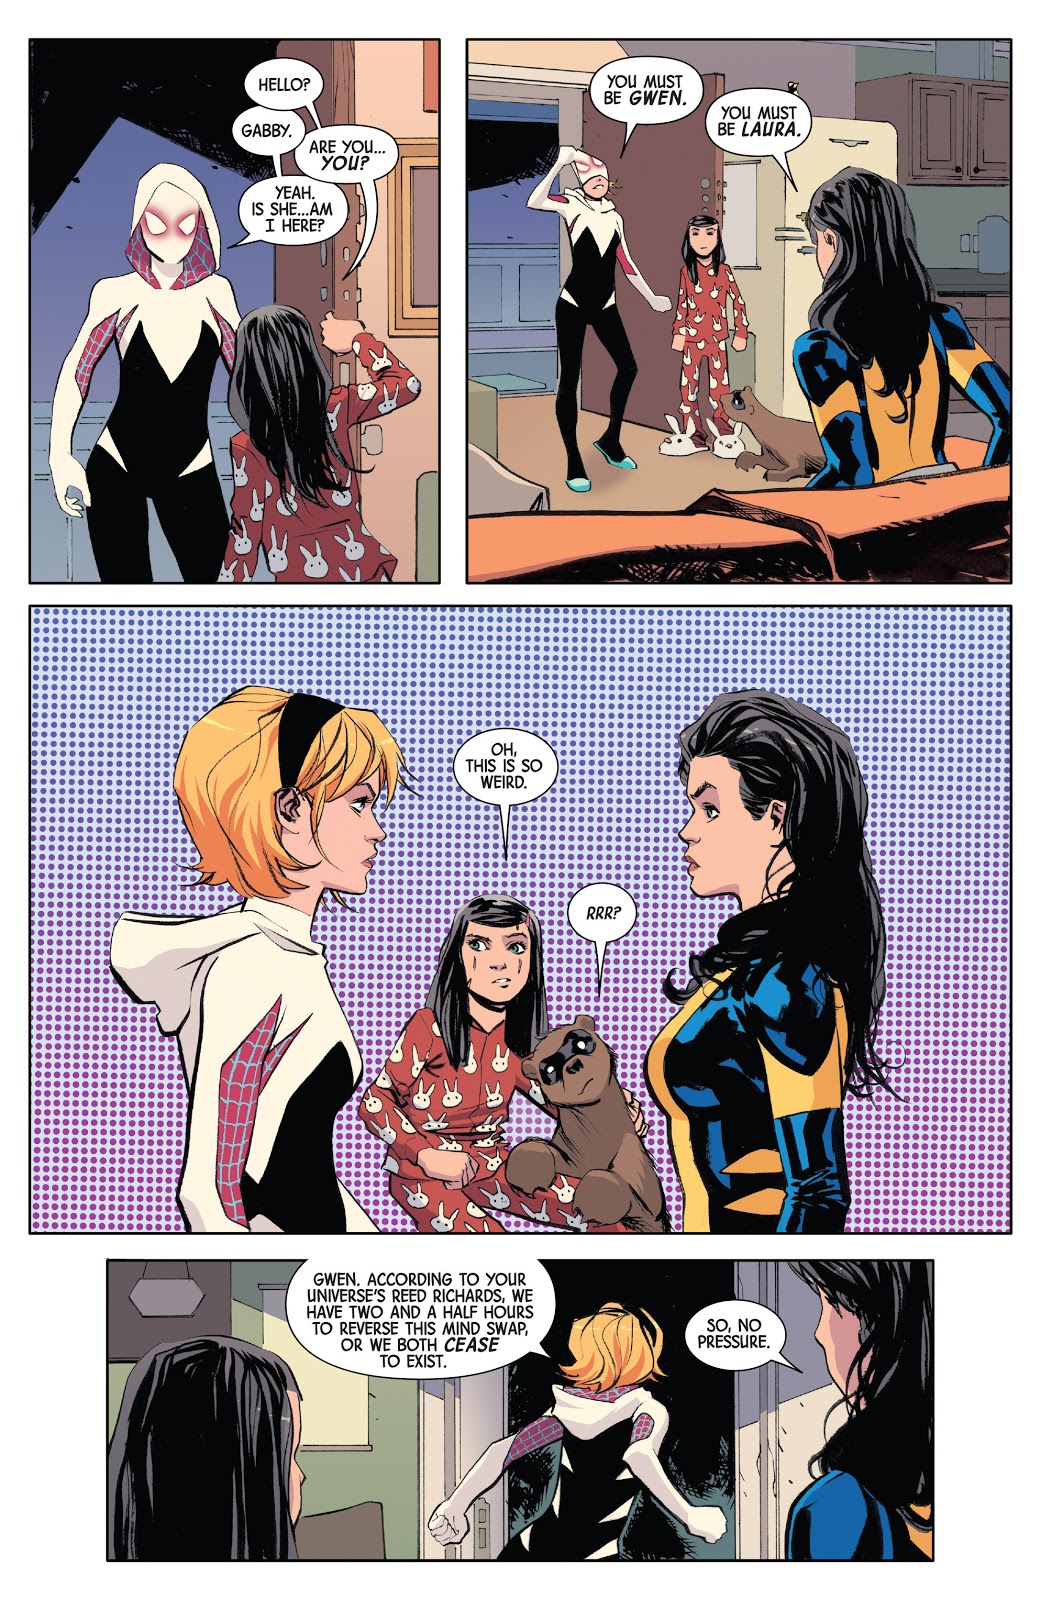 HELLO?
GABBY.
ARE YOU...
YOU?
YEAH.
IS SHE...AM
I HERE?
YOU MUST
BE GWEN.
YOU MUST
BE LAURA.
OH,
THIS IS SO
WEIRD.
RRR?
GWEN. ACCORDING TO YOUR
UNIVERSE'S REED RICHARDS, WE
HAVE TWO AND A HALF HOURS
TO REVERSE THIS MIND SWAP,
OR WE BOTH CEASE
TO EXIST.
SO, NO
PRESSURE.